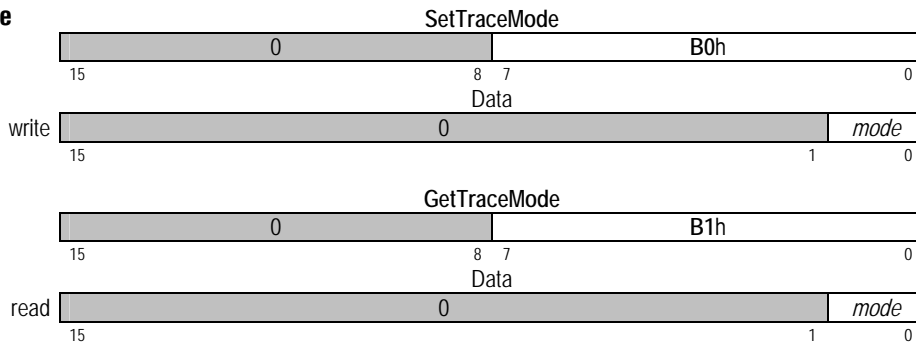 e
SetTraceMode
0 B0h
15 8 7 0
Data
write 0 mode
15 1 0
GetTraceMode
0 B1h
15 8 7 0
Data
read 0 mode
15 1 0